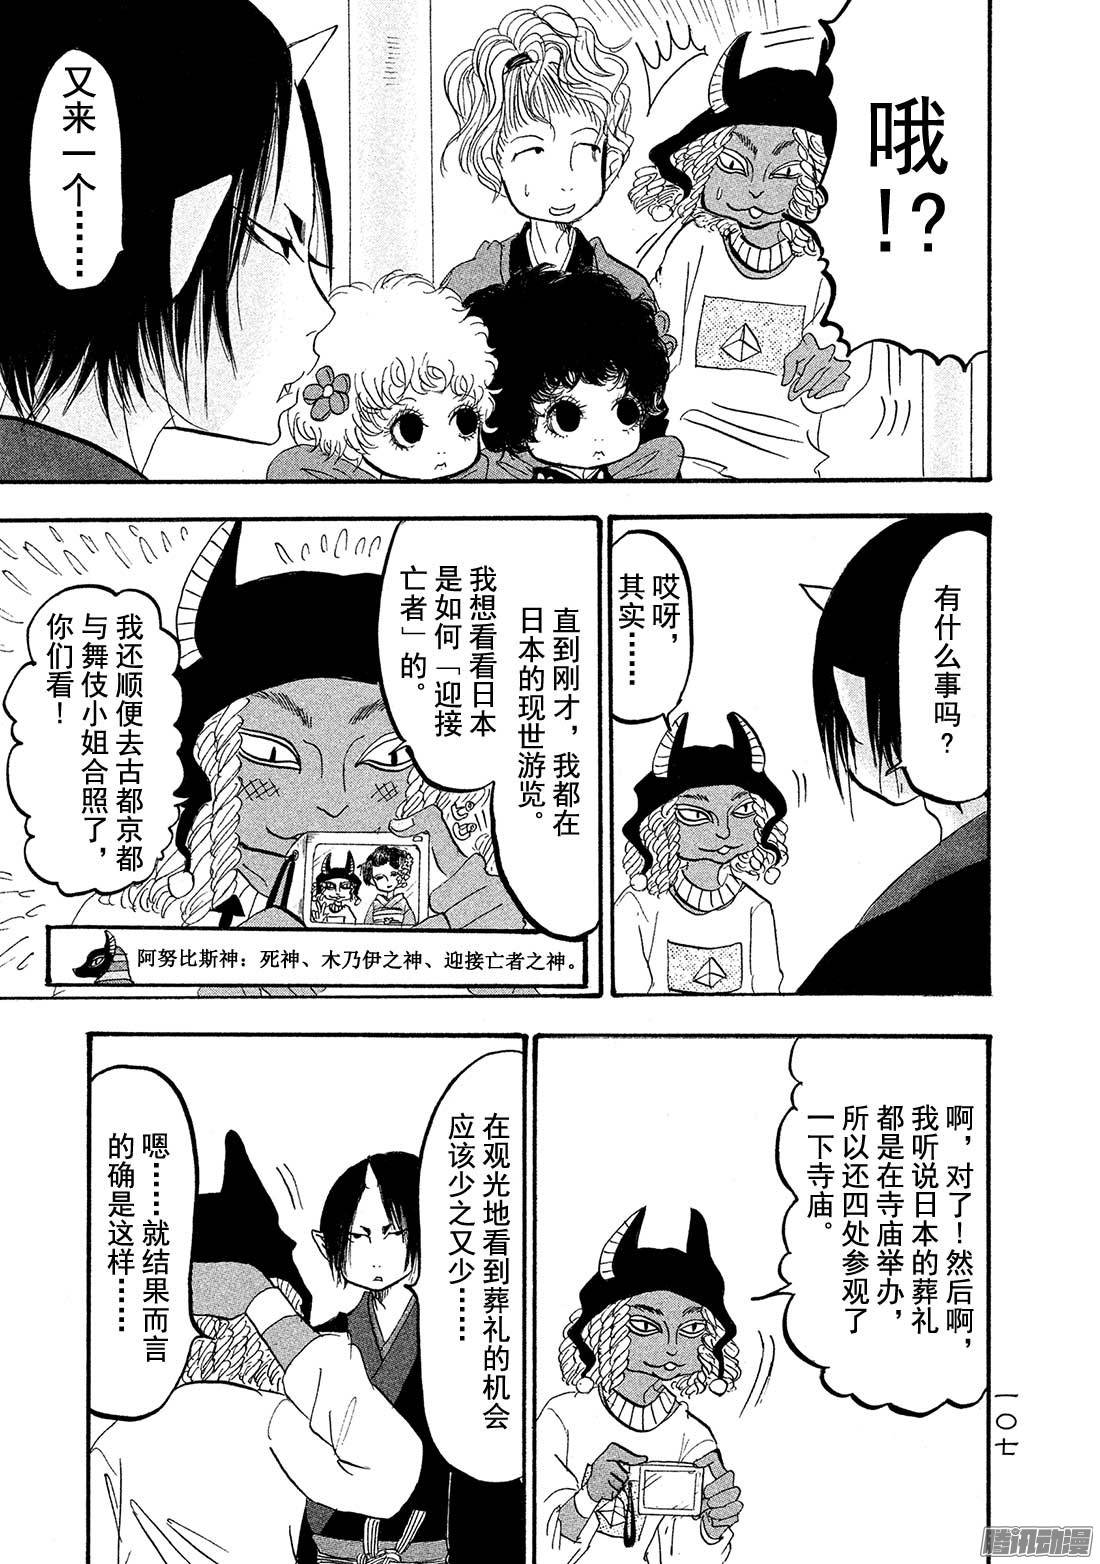 哦
!?
又来一个……
有什么事吗?
哎呀,
其实……
直到刚才,我都在
日本的现世游览。
我想看看日本
是如何「迎接
亡者」的。
我还顺便去古都京都
与舞伎小姐合照了,
你们看!
阿努比斯神:死神、木乃伊之神、迎接亡者之神。
啊,对了!然后啊,
我听说日本的葬礼
都是在寺庙举办,
所以还四处参观了
一下寺庙。
在观光地看到葬礼的机会
应该少之又少……
嗯……就结果而言
的确是这样……
一〇七
腾讯动漫